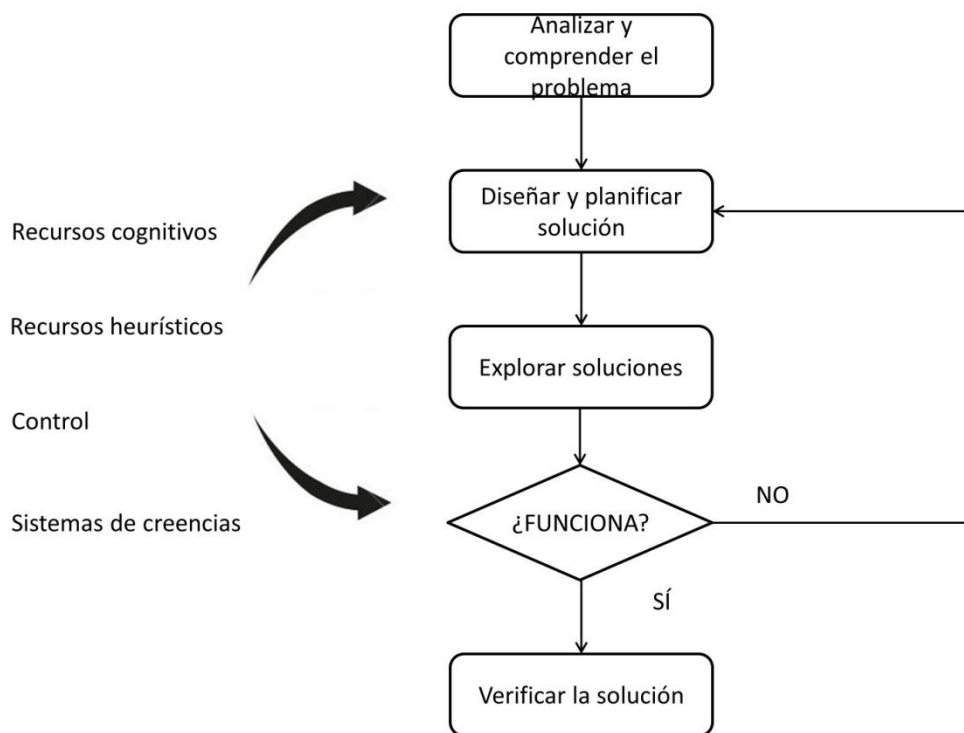 Analizar y
comprender el
problema
Diseñar y planificar
solución
Recursos cognitivos
Recursos heurísticos
Explorar soluciones
Control
Sistemas de creencias
¿FUNCIONA?
NO
SÍ
Verificar la solución